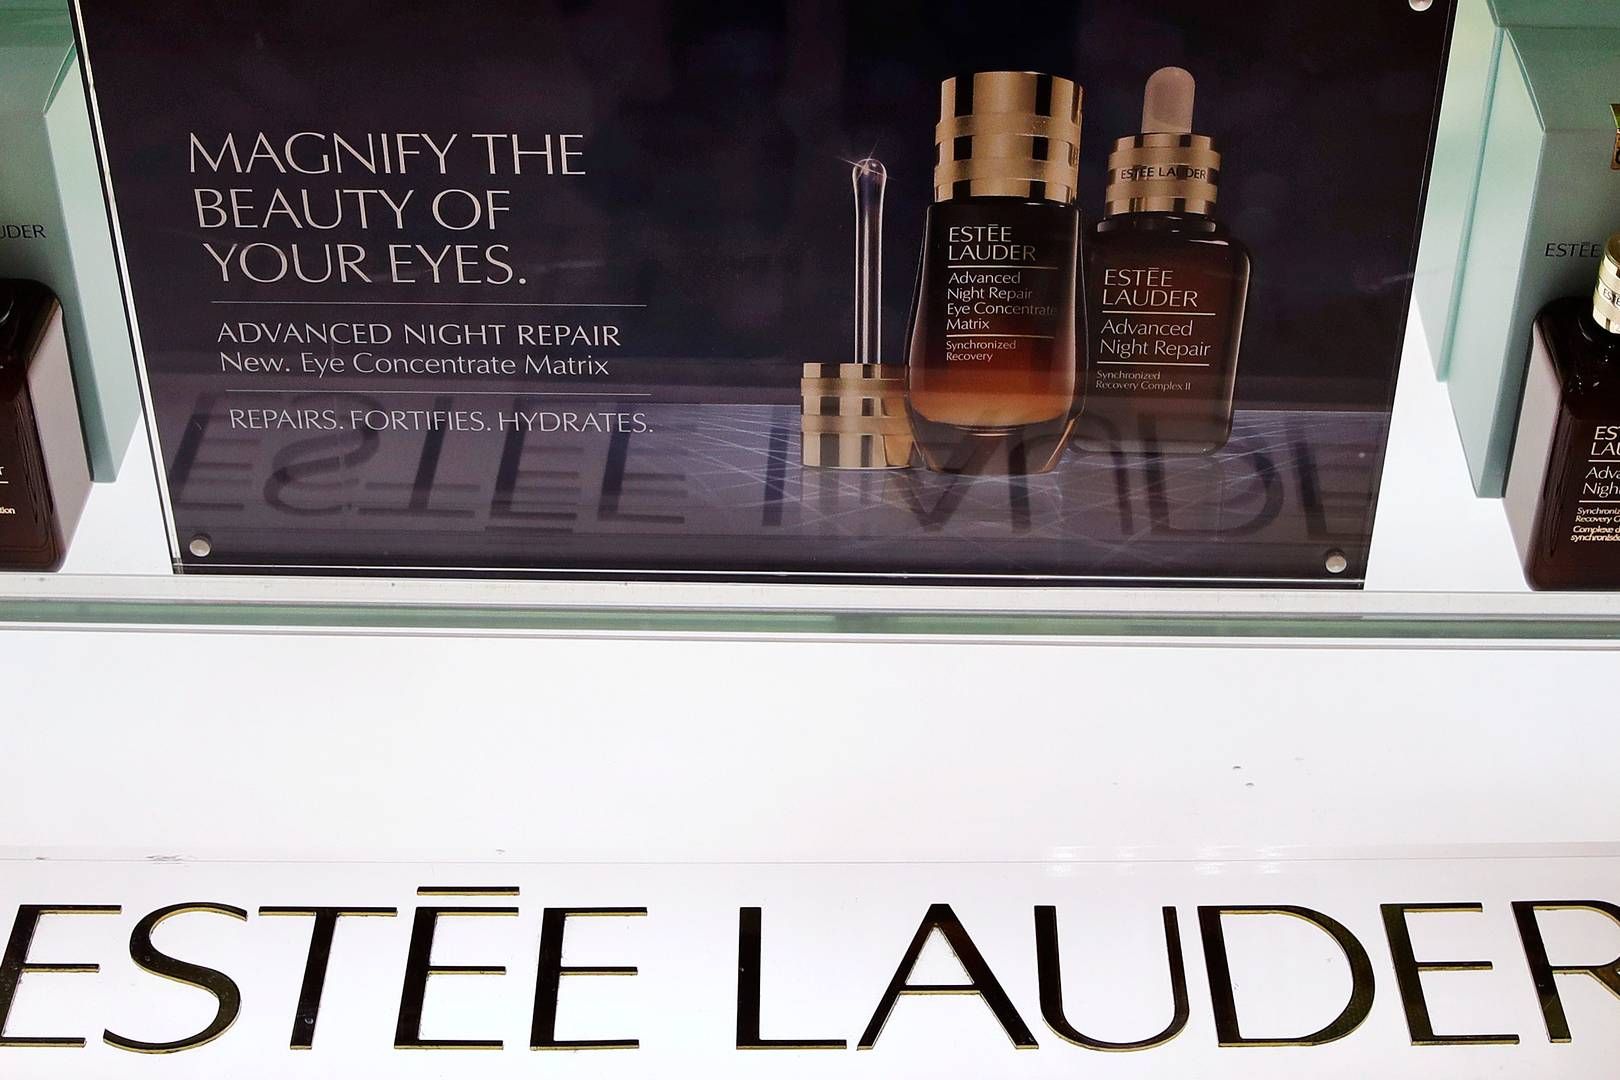 MAGNIFY THE
BEAUTY OF
YOUR EYES.
ADVANCED NIGHT REPAIR
New. Eye Concentrate Matrix
REPAIRS. FORTIFIES. HYDRATES.
ESTĒE
LAUDER
Advanced
Night Repair
Eye Concentrate
Matrix
Synchronized
Recovery
ESTĒE LAUDER
ESTĒE
LAUDER
Advanced
Night Repair
Synchronized
Recovery Complex II
UDER
ESTĒE
ESTĒE LAUDER